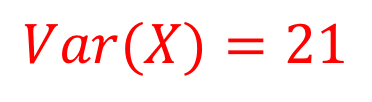 Var(X) = 21